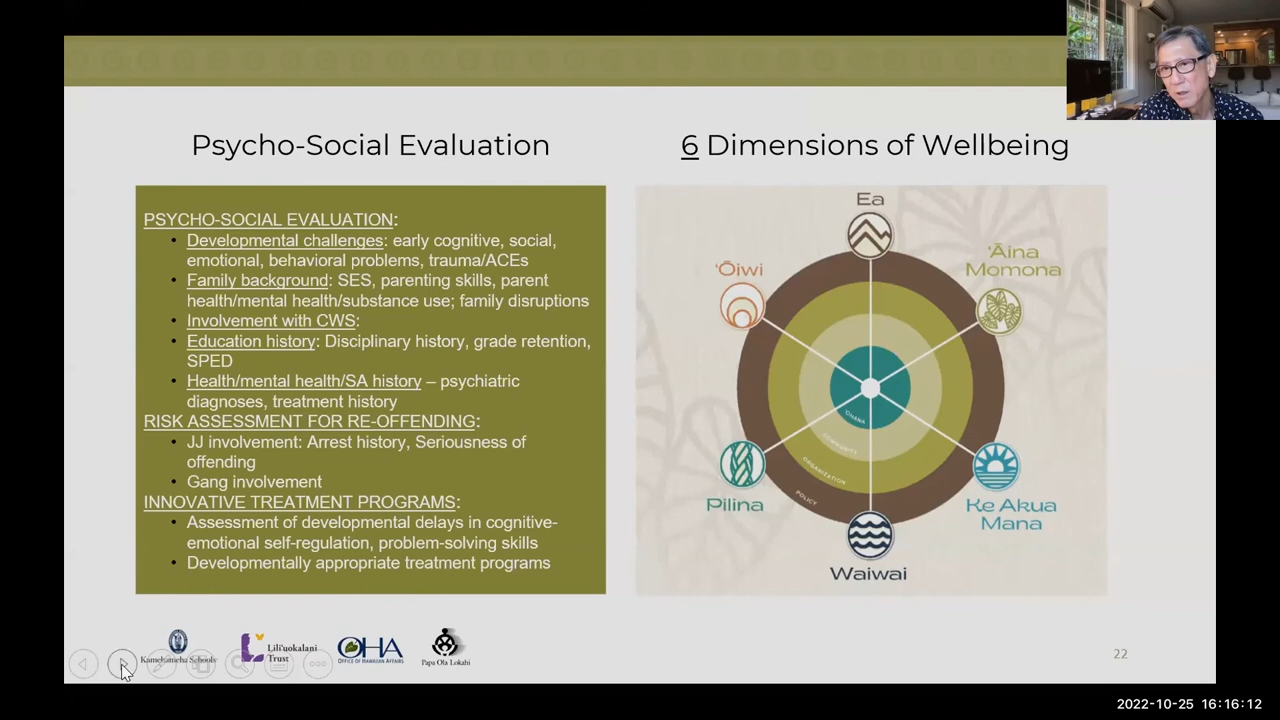 Psycho-Social Evaluation
6 Dimensions of Wellbeing
PSYCHO-SOCIAL EVALUATION:
• Developmental challenges: early cognitive, social,
emotional, behavioral problems, trauma/ACEs
• Family background: SES, parenting skills, parent
health/mental health/substance use; family disruptions
• Involvement with CWS:
• Education history: Disciplinary history, grade retention,
SPED
• Health/mental health/SA history – psychiatric
diagnoses, treatment history
RISK ASSESSMENT FOR RE-OFFENDING:
• JJ involvement: Arrest history, Seriousness of
offending
• Gang involvement
INNOVATIVE TREATMENT PROGRAMS:
• Assessment of developmental delays in cognitive-
emotional self-regulation, problem-solving skills
• Developmentally appropriate treatment programs
Ea
ʻĀina
Momona
ʻŌiwi
ʻOHANA
COMMUNITY
ORGANIZATION
POLICY
Pilina
Ke Akua
Mana
Waiwai
Kamehameha Schools
Liliʻuokalani
Trust
OHA
OFFICE OF HAWAIIAN AFFAIRS
Papa Ola Lokahi
22
2022-10-25 16:16:12